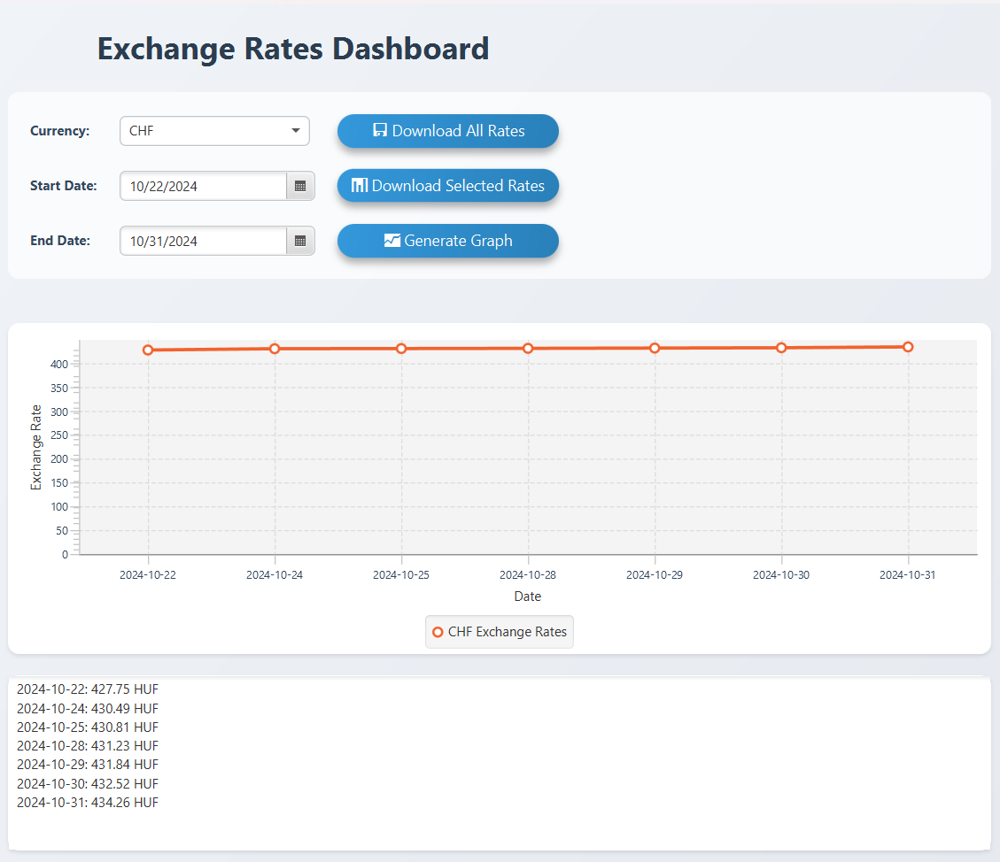 Exchange Rates Dashboard
Currency: CHF Download All Rates
Start Date: 10/22/2024 Download Selected Rates
End Date: 10/31/2024 Generate Graph
Exchange Rate
400
350
300
250
200
150
100
50
0
2024-10-22 2024-10-24 2024-10-25 2024-10-28 2024-10-29 2024-10-30 2024-10-31
Date
CHF Exchange Rates
2024-10-22: 427.75 HUF
2024-10-24: 430.49 HUF
2024-10-25: 430.81 HUF
2024-10-28: 431.23 HUF
2024-10-29: 431.84 HUF
2024-10-30: 432.52 HUF
2024-10-31: 434.26 HUF